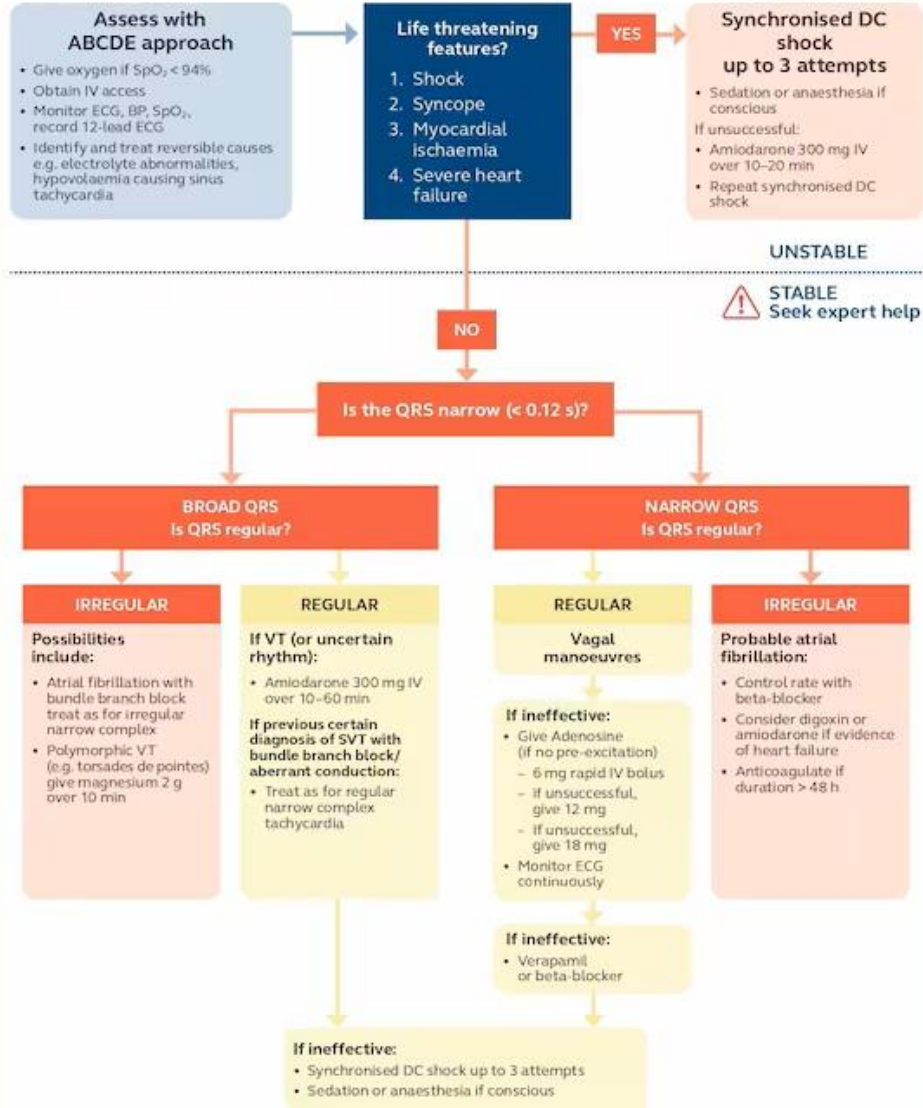 Assess with
ABCDE approach
• Give oxygen if SpO₂ < 94%
• Obtain IV access
• Monitor ECG, BP, SpO₂,
record 12-lead ECG
• Identify and treat reversible causes
e.g. electrolyte abnormalities,
hypovolaemia causing sinus
tachycardia
Life threatening
features?
1. Shock
2. Syncope
3. Myocardial
ischaemia
4. Severe heart
failure
YES
Synchronised DC
shock
up to 3 attempts
• Sedation or anaesthesia if
conscious
If unsuccessful:
• Amiodarone 300 mg IV
over 10–20 min
• Repeat synchronised DC
shock
UNSTABLE
STABLE
Seek expert help
NO
Is the QRS narrow (< 0.12 s)?
BROAD QRS
Is QRS regular?
NARROW QRS
Is QRS regular?
IRREGULAR
Possibilities
include:
• Atrial fibrillation with
bundle branch block
treat as for irregular
narrow complex
• Polymorphic VT
(e.g. torsades de pointes)
give magnesium 2 g
over 10 min
REGULAR
If VT (or uncertain
rhythm):
• Amiodarone 300 mg IV
over 10–60 min
If previous certain
diagnosis of SVT with
bundle branch block/
aberrant conduction:
• Treat as for regular
narrow complex
tachycardia
REGULAR
Vagal
manoeuvres
If ineffective:
• Give Adenosine
(if no pre-excitation)
– 6 mg rapid IV bolus
– If unsuccessful,
give 12 mg
– If unsuccessful,
give 18 mg
• Monitor ECG
continuously
If ineffective:
• Verapamil
or beta-blocker
IRREGULAR
Probable atrial
fibrillation:
• Control rate with
beta-blocker
• Consider digoxin or
amiodarone if evidence
of heart failure
• Anticoagulate if
duration > 48 h
If ineffective:
• Synchronised DC shock up to 3 attempts
• Sedation or anaesthesia if conscious